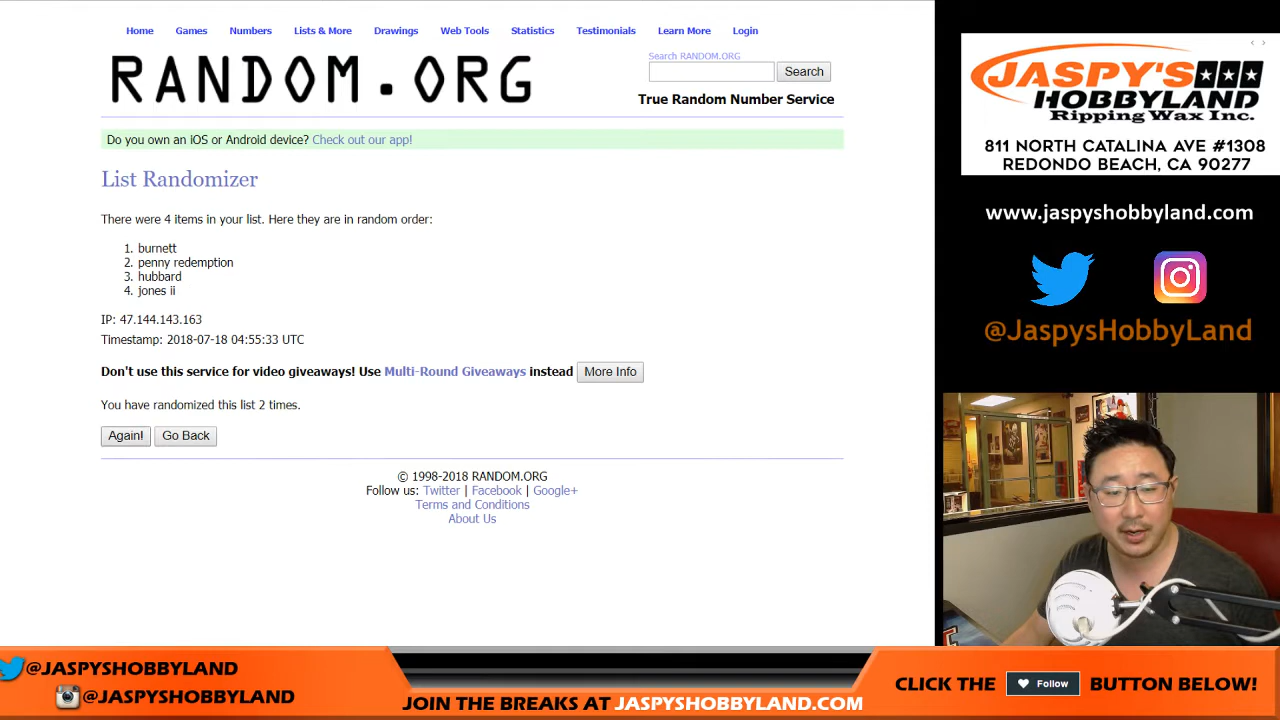 Home Games Numbers Lists & More Drawings Web Tools Statistics Testimonials Learn More Login
RANDOM.ORG
Search RANDOM.ORG
Search
True Random Number Service
Do you own an iOS or Android device? Check out our app!
List Randomizer
There were 4 items in your list. Here they are in random order:
1. burnett
2. penny redemption
3. hubbard
4. jones ii
IP: 47.144.143.163
Timestamp: 2018-07-18 04:55:33 UTC
Don't use this service for video giveaways! Use Multi-Round Giveaways instead More Info
You have randomized this list 2 times.
Again! Go Back
© 1998-2018 RANDOM.ORG
Follow us: Twitter | Facebook | Google+
Terms and Conditions
About Us
JASPY'S
HOBBYLAND
Ripping Wax Inc.
811 NORTH CATALINA AVE #1308
REDONDO BEACH, CA 90277
www.jaspyshobbyland.com
@JaspysHobbyLand
@JASPYSHOBBYLAND
@JASPYSHOBBYLAND
JOIN THE BREAKS AT JASPYSHOBBYLAND.COM
CLICK THE Follow BUTTON BELOW!